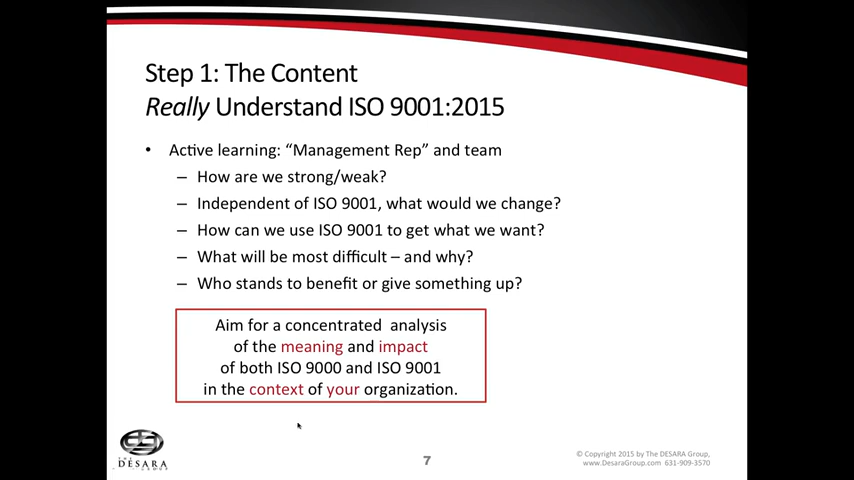 Step 1: The Content
Really Understand ISO 9001:2015
• Active learning: “Management Rep” and team
– How are we strong/weak?
– Independent of ISO 9001, what would we change?
– How can we use ISO 9001 to get what we want?
– What will be most difficult – and why?
– Who stands to benefit or give something up?
Aim for a concentrated analysis
of the meaning and impact
of both ISO 9000 and ISO 9001
in the context of your organization.
THE
DESARA
GROUP
7
© Copyright 2015 by The DESARA Group,
www.DesaraGroup.com 631-909-3570